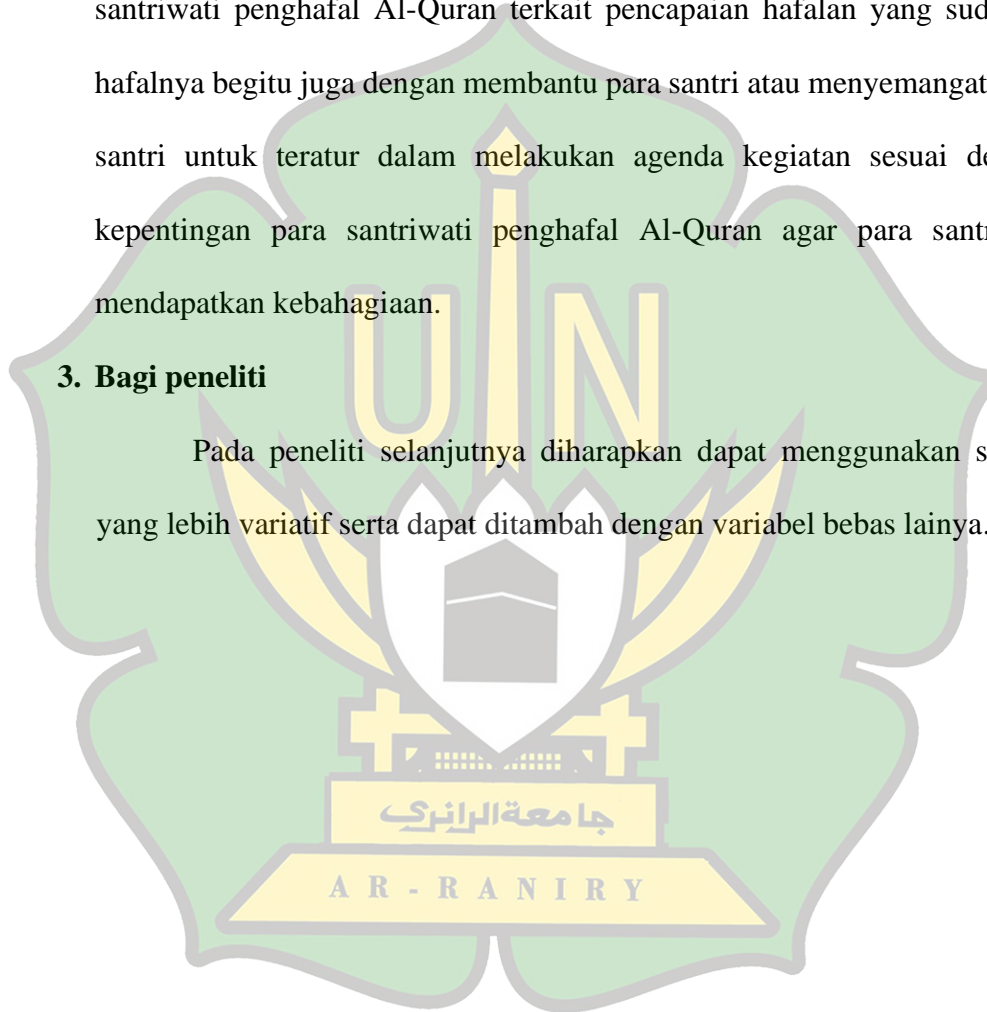 santriwati penghafal Al-Quran terkait pencapaian hafalan yang sud
hafalnya begitu juga dengan membantu para santri atau menyemangat
santri untuk teratur dalam melakukan agenda kegiatan sesuai de
kepentingan para santriwati penghafal Al-Quran agar para santr
mendapatkan kebahagiaan.
3. Bagi peneliti
Pada peneliti selanjutnya diharapkan dapat menggunakan s
yang lebih variatif serta dapat ditambah dengan variabel bebas lainya.
UIN
جامعةالرانري
AR-RANIRY